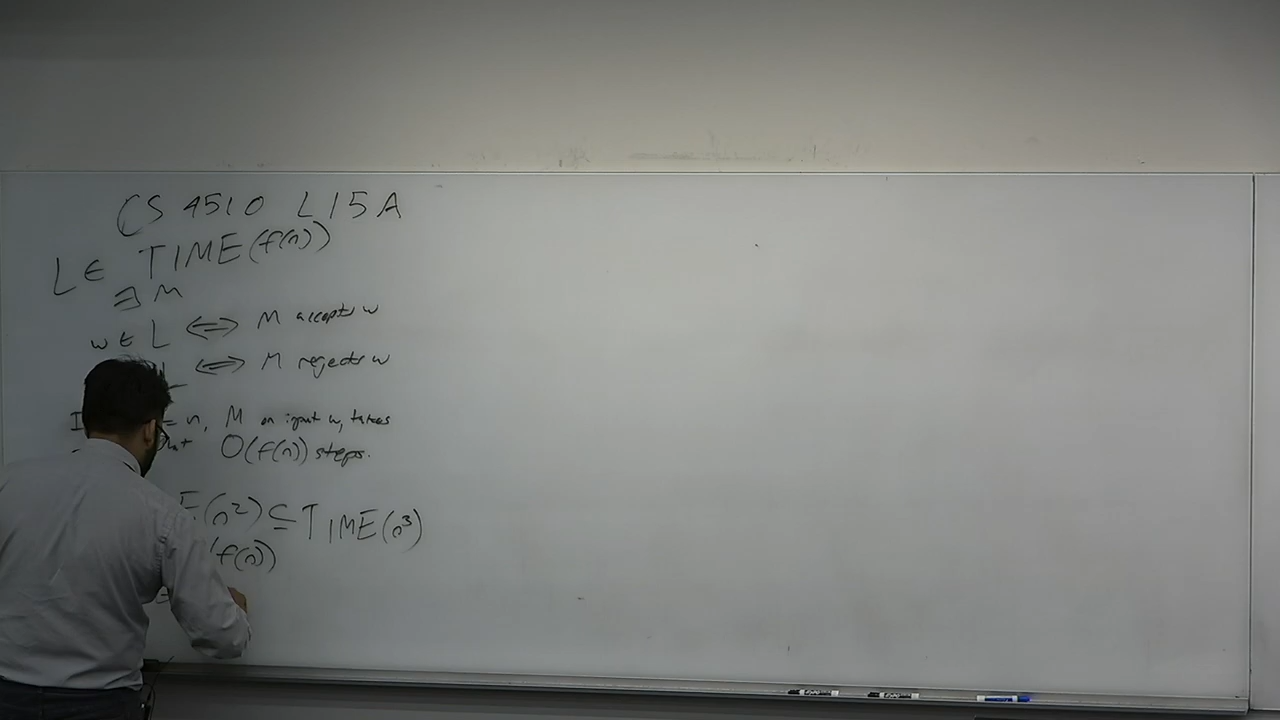 CS 4510 L15A
L ∈ TIME(f(n))
∃ M
w ∈ L ⟺ M accepts w
⟺ M rejects w
= n, M on input w, takes
O(f(n)) steps.
E(n²) ⊆ TIME(n³)
(f(n))